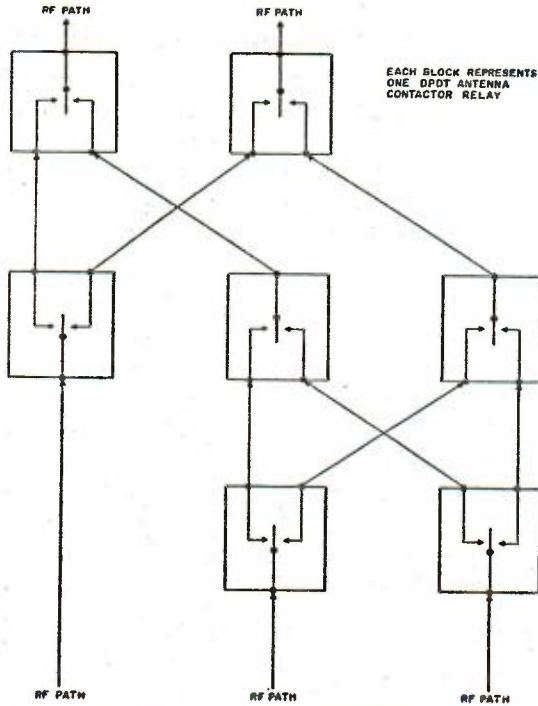 RF PATH
RF PATH
EACH BLOCK REPRESENTS
ONE DPDT ANTENNA
CONTACTOR RELAY
RF PATH
RF PATH
RF PATH